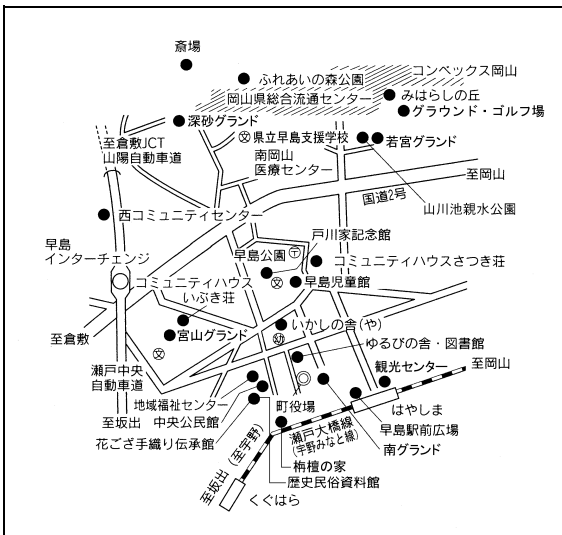 斎場
コンベックス岡山
ふれあいの森公園
岡山県総合流通センター
みはらしの丘
グラウンド・ゴルフ場
深砂グランド
文
県立早島支援学校
若宮グランド
至倉敷JCT
山陽自動車道
南岡山
医療センター
至岡山
国道2号
山川池親水公園
西コミュニティセンター
戸川家記念館
早島
インターチェンジ
早島公園
〒
コミュニティハウスさつき荘
コミュニティハウス
いぶき荘
文
早島児童館
いかしの舎(や)
宮山グランド
至倉敷
幼
ゆるびの舎・図書館
文
瀬戸中央
自動車道
観光センター
至岡山
地域福祉センター
町役場
はやしま
至坂出
中央公民館
早島駅前広場
花ござ手織り伝承館
瀬戸大橋線
(宇野みなと線)
南グランド
至坂出(至宇野)
栴檀の家
歴史民俗資料館
くぐはら